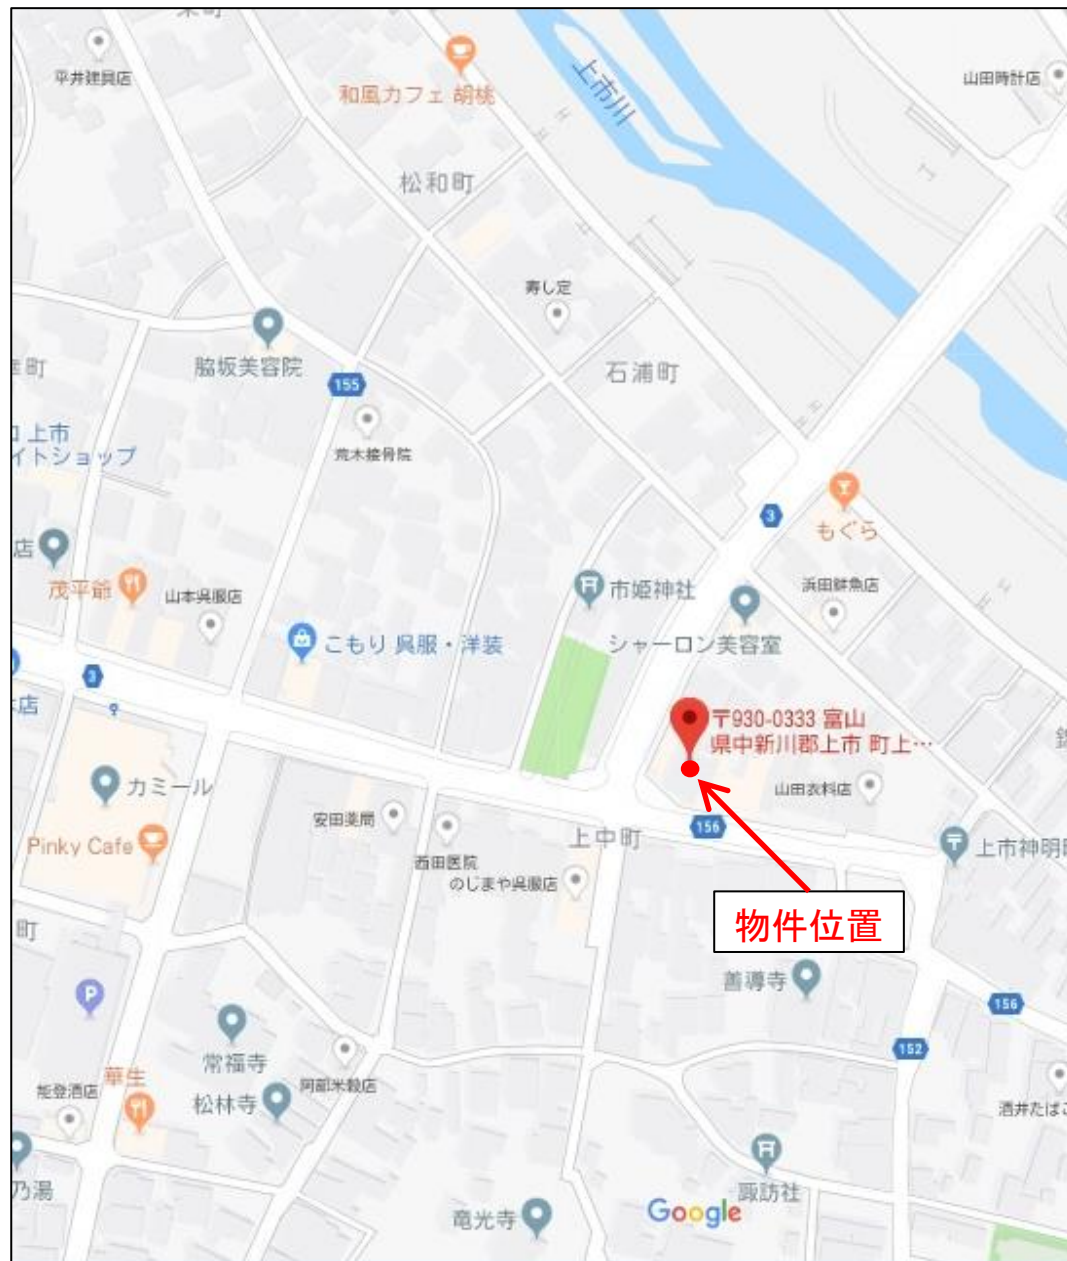 平井建具店
和風カフェ 胡桃
上市川
山田時計店
松和町
寿し定
脇坂美容院
石浦町
155
荒木接骨院
上市
イトショップ
3
もぐら
店
茂平爺
山本呉服店
市姫神社
浜田鮮魚店
こもり 呉服・洋装
シャーロン美容室
3
店
〒930-0333 富山
県中新川郡上市 町上…
カミール
山田衣料店
安田薬局
156
上中町
上市神明町
Pinky Cafe
西田医院
のじまや呉服店
物件位置
町
善導寺
P
156
常福寺
152
華生
阿部米穀店
能登酒店
松林寺
酒井たばこ
乃湯
諏訪社
竜光寺
Google